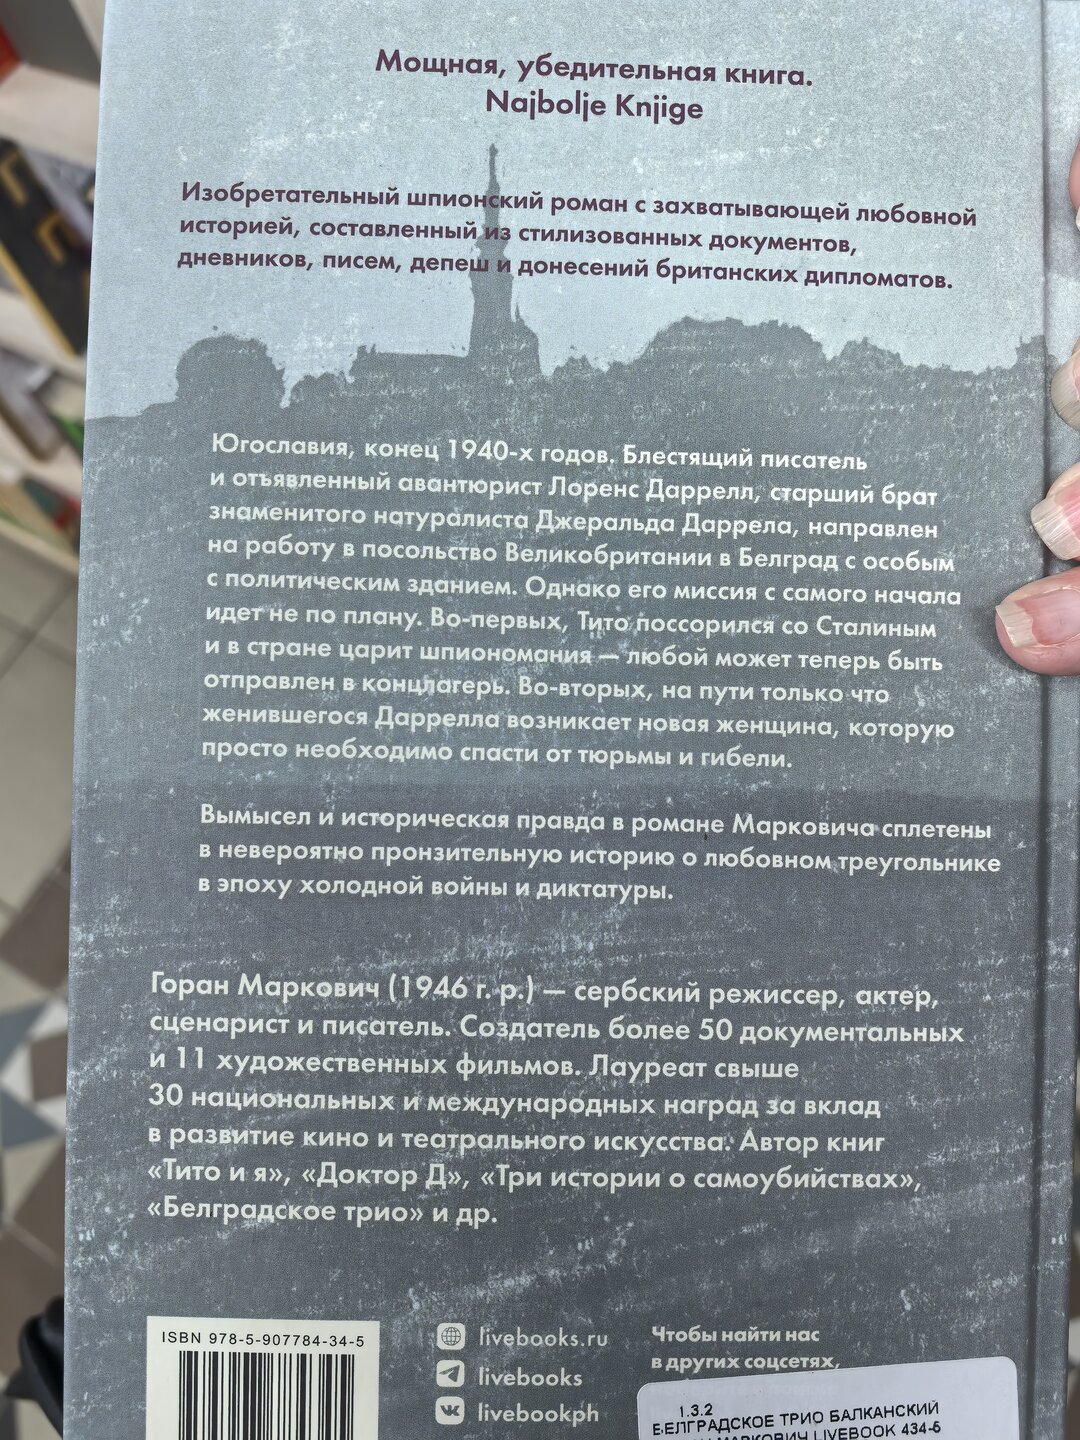 Мощная, убедительная книга.
Najbolje Knjige
Изобретательный шпионский роман с захватывающей любовной
историей, составленный из стилизованных документов,
дневников, писем, депеш и донесений британских дипломатов.
Югославия, конец 1940-х годов. Блестящий писатель
и отъявленный авантюрист Лоренс Даррелл, старший брат
знаменитого натуралиста Джеральда Даррела, направлен
на работу в посольство Великобритании в Белград с особым
с политическим зданием. Однако его миссия с самого начала
идет не по плану. Во-первых, Тито поссорился со Сталиным
и в стране царит шпиономания — любой может теперь быть
отправлен в концлагерь. Во-вторых, на пути только что
женившегося Даррелла возникает новая женщина, которую
просто необходимо спасти от тюрьмы и гибели.
Вымысел и историческая правда в романе Марковича сплетены
в невероятно пронзительную историю о любовном треугольнике
в эпоху холодной войны и диктатуры.
Горан Маркович (1946 г. р.) — сербский режиссер, актер,
сценарист и писатель. Создатель более 50 документальных
и 11 художественных фильмов. Лауреат свыше
30 национальных и международных наград за вклад
в развитие кино и театрального искусства. Автор книг
«Тито и я», «Доктор Д», «Три истории о самоубийствах»,
«Белградское трио» и др.
ISBN 978-5-907784-34-5
livebooks.ru
livebooks
livebookph
Чтобы найти нас
в других соцсетях,
1.3.2
БЕЛГРАДСКОЕ ТРИО БАЛКАНСКИЙ
МАРКОВИЧ LIVEBOOK 434-5